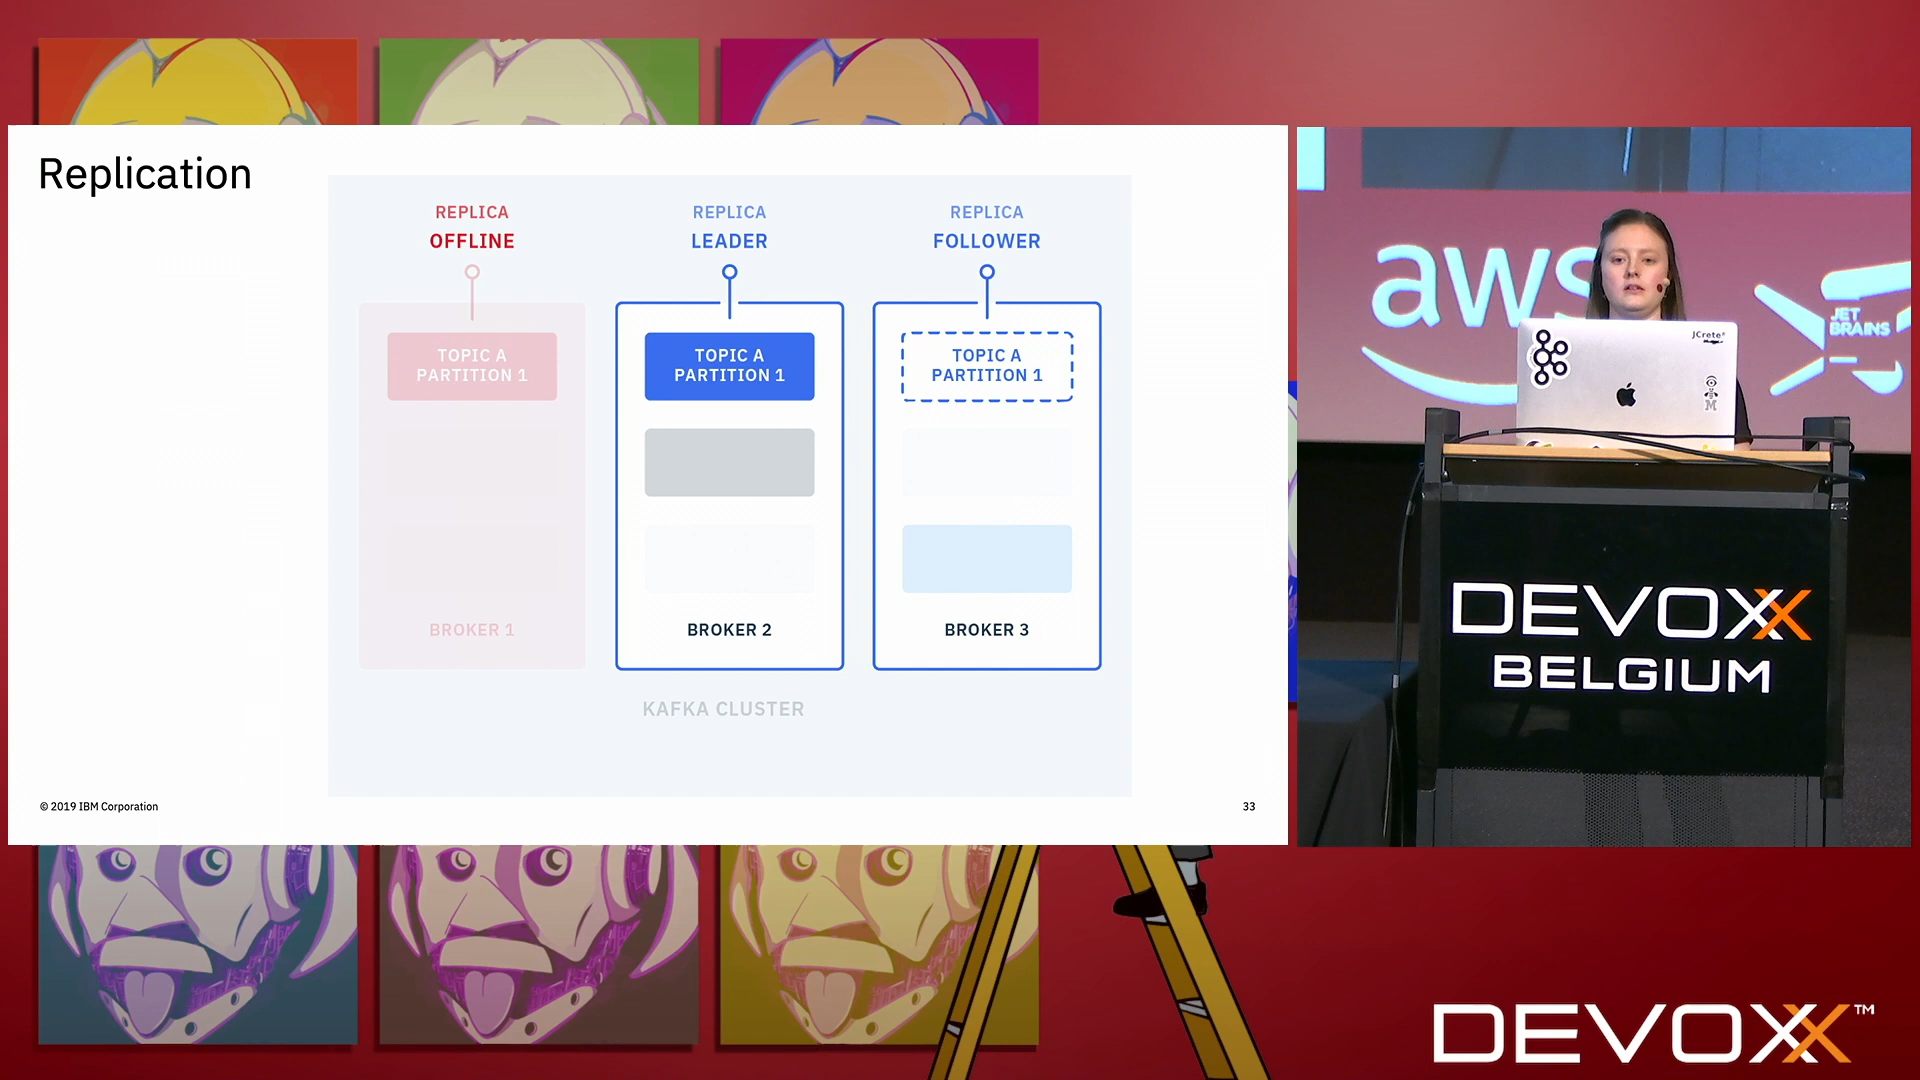 Replication
REPLICA
OFFLINE
REPLICA
LEADER
REPLICA
FOLLOWER
TOPIC A
PARTITION 1
TOPIC A
PARTITION 1
TOPIC A
PARTITION 1
BROKER 1
BROKER 2
BROKER 3
KAFKA CLUSTER
© 2019 IBM Corporation
33
aws
JET
BRAINS
JCrete
M
DEVOXX
BELGIUM
DEVOXX™